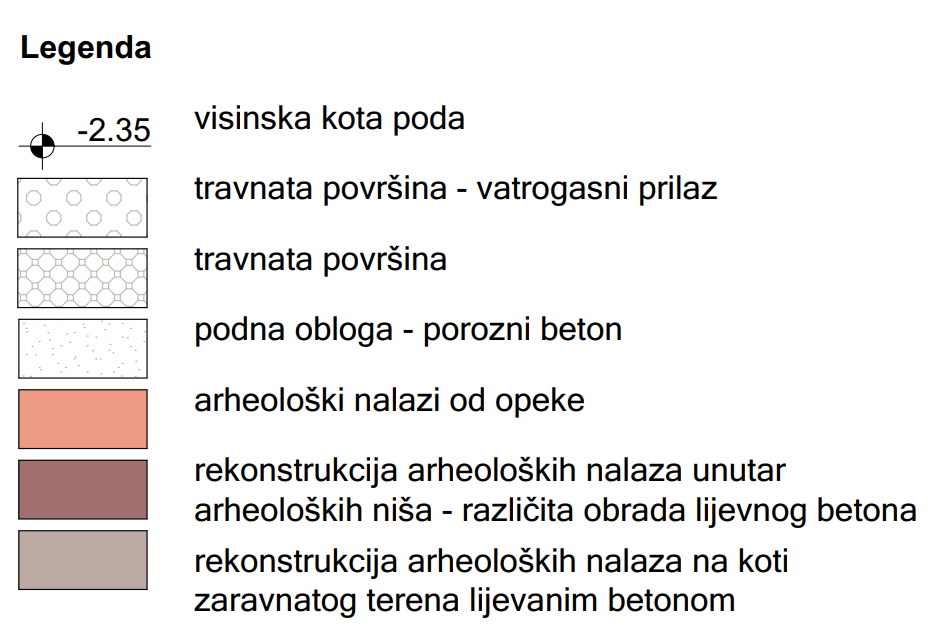 Legenda
-2.35 visinska kota poda
travnata površina - vatrogasni prilaz
travnata površina
podna obloga - porozni beton
arheološki nalazi od opeke
rekonstrukcija arheoloških nalaza unutar
arheoloških niša - različita obrada lijevnog betona
rekonstrukcija arheoloških nalaza na koti
zaravnatog terena lijevanim betonom